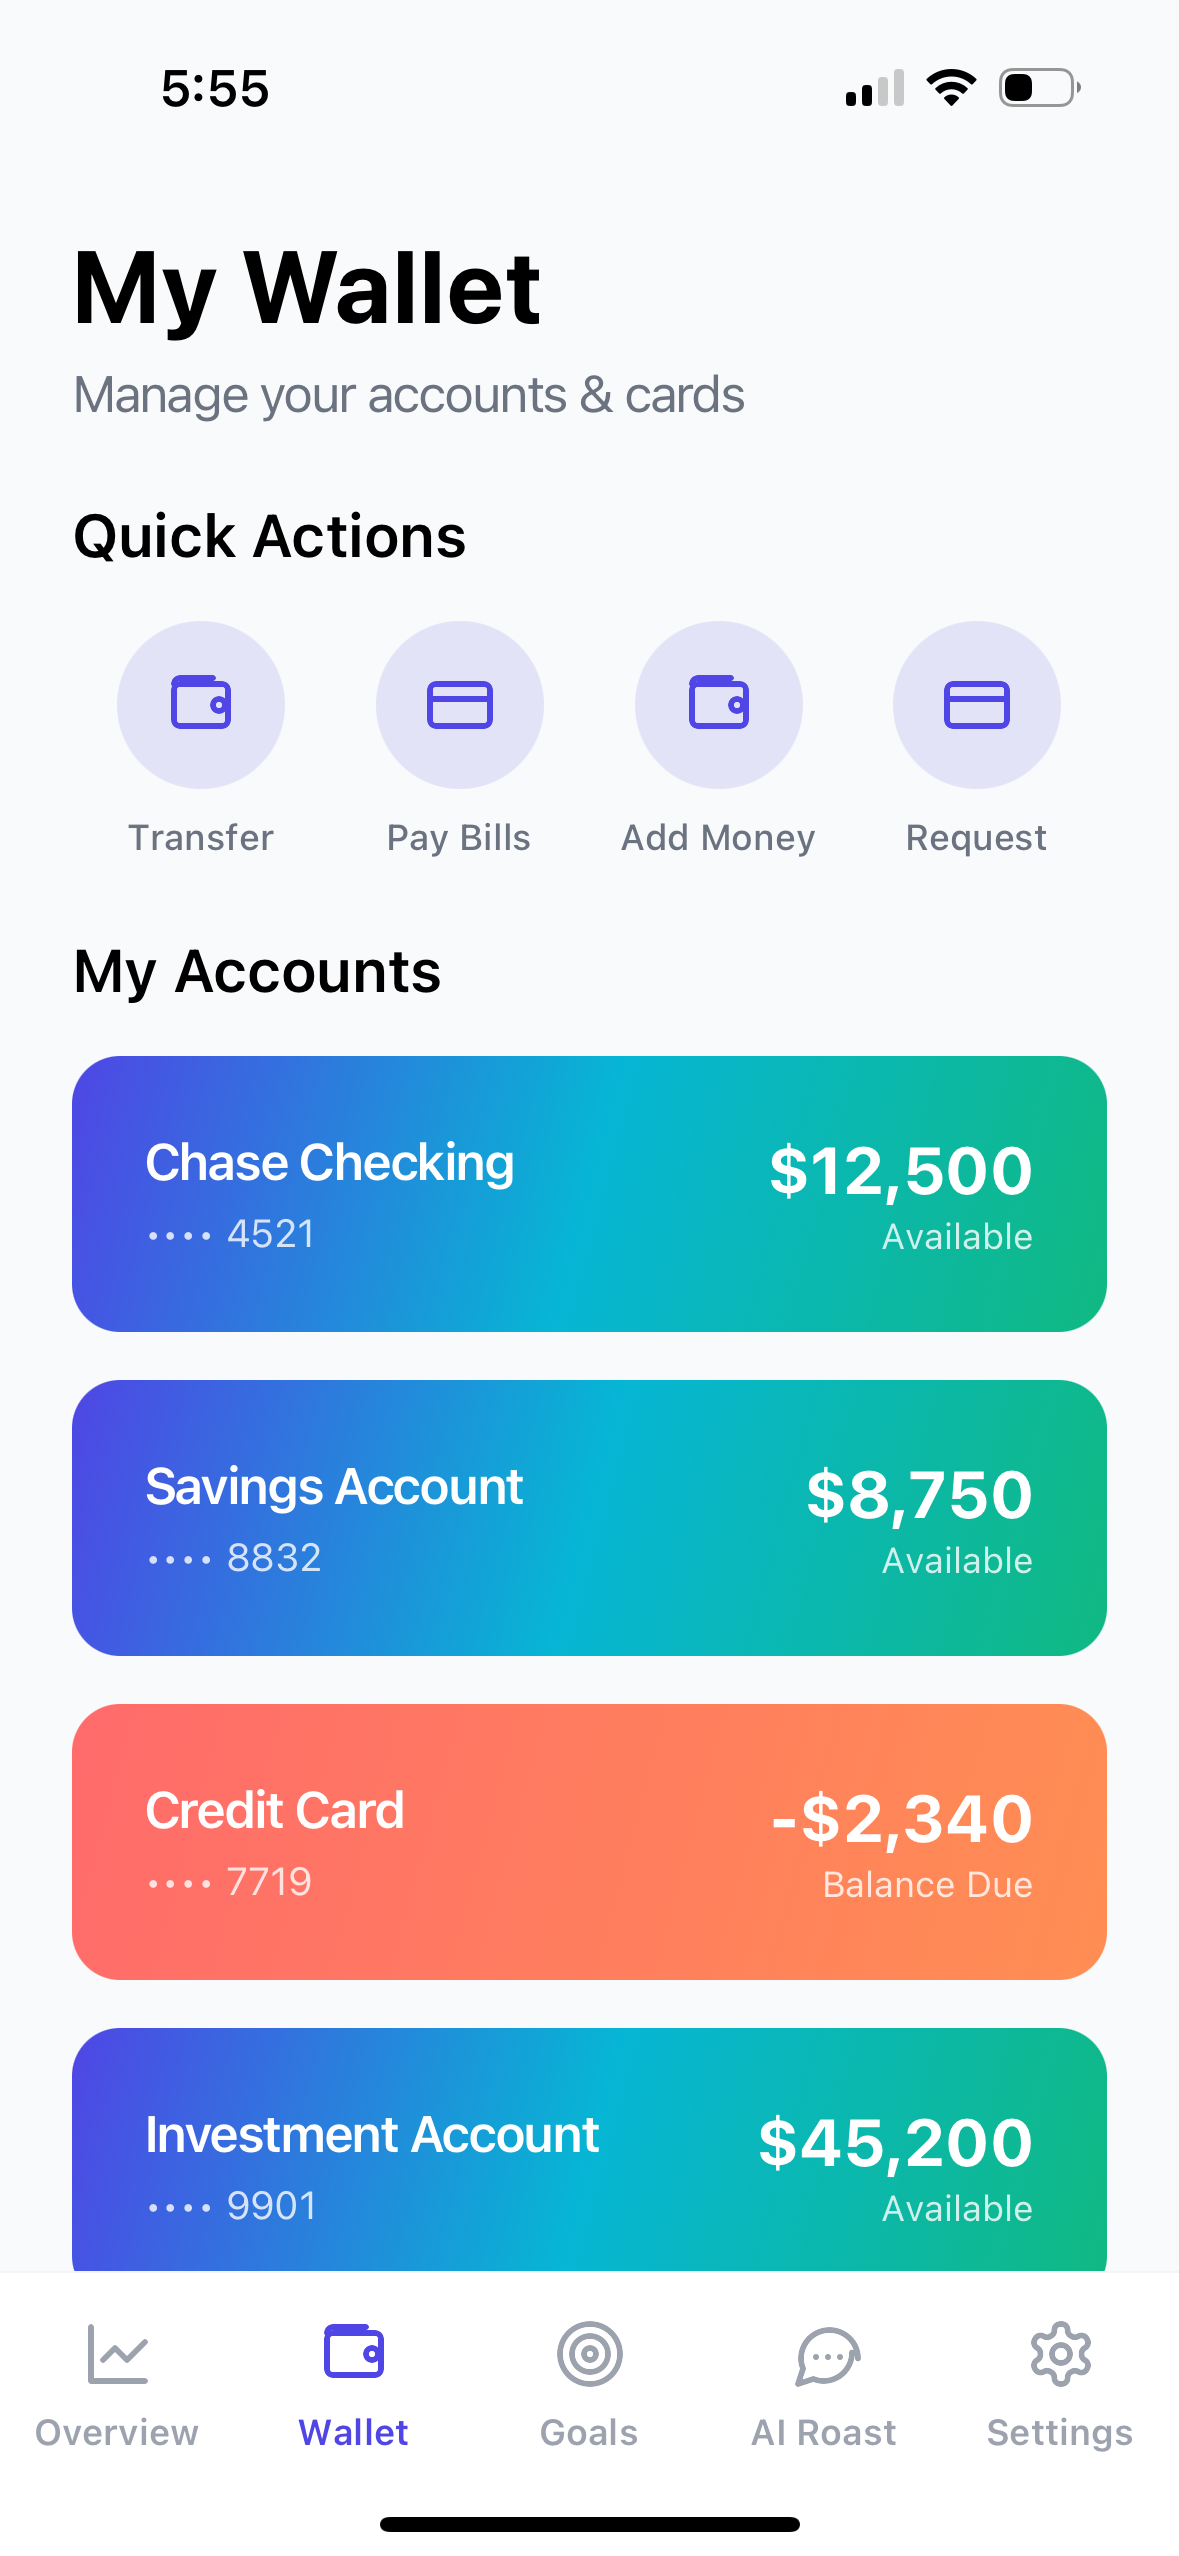 5:55
My Wallet
Manage your accounts & cards
Quick Actions
Transfer
Pay Bills
Add Money
Request
My Accounts
Chase Checking
•••• 4521
$12,500
Available
Savings Account
•••• 8832
$8,750
Available
Credit Card
•••• 7719
-$2,340
Balance Due
Investment Account
•••• 9901
$45,200
Available
Overview
Wallet
Goals
AI Roast
Settings